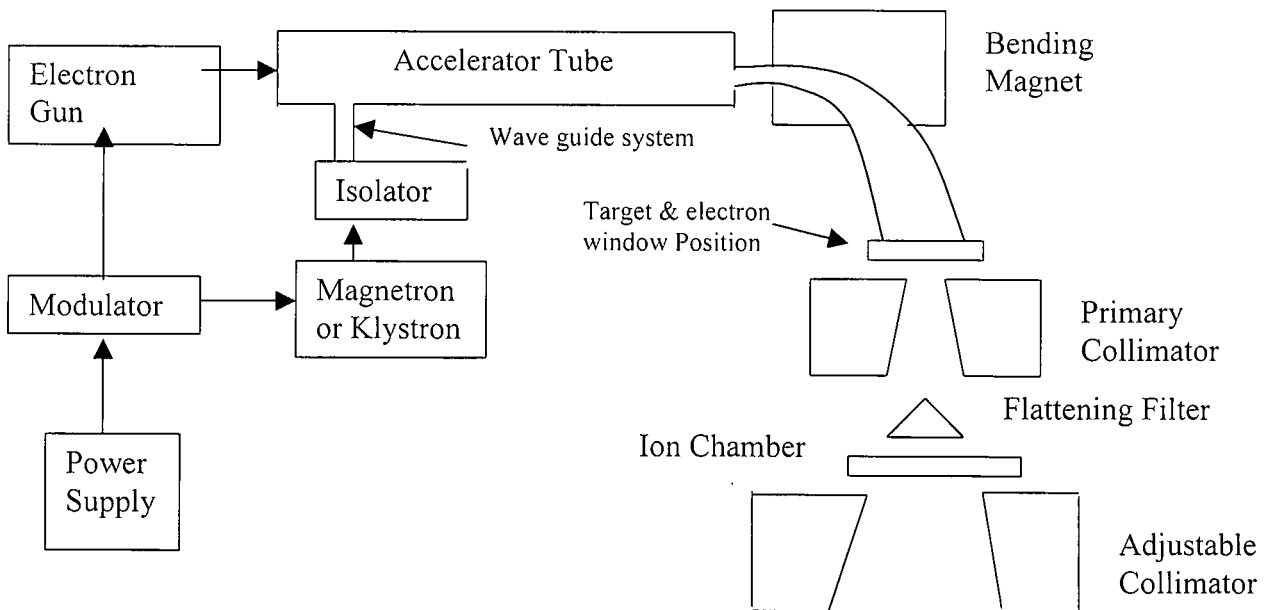 Electron
Gun
Accelerator Tube
Bending
Magnet
Wave guide system
Isolator
Target & electron
window Position
Modulator
Magnetron
or Klystron
Primary
Collimator
Flattening Filter
Ion Chamber
Power
Supply
Adjustable
Collimator